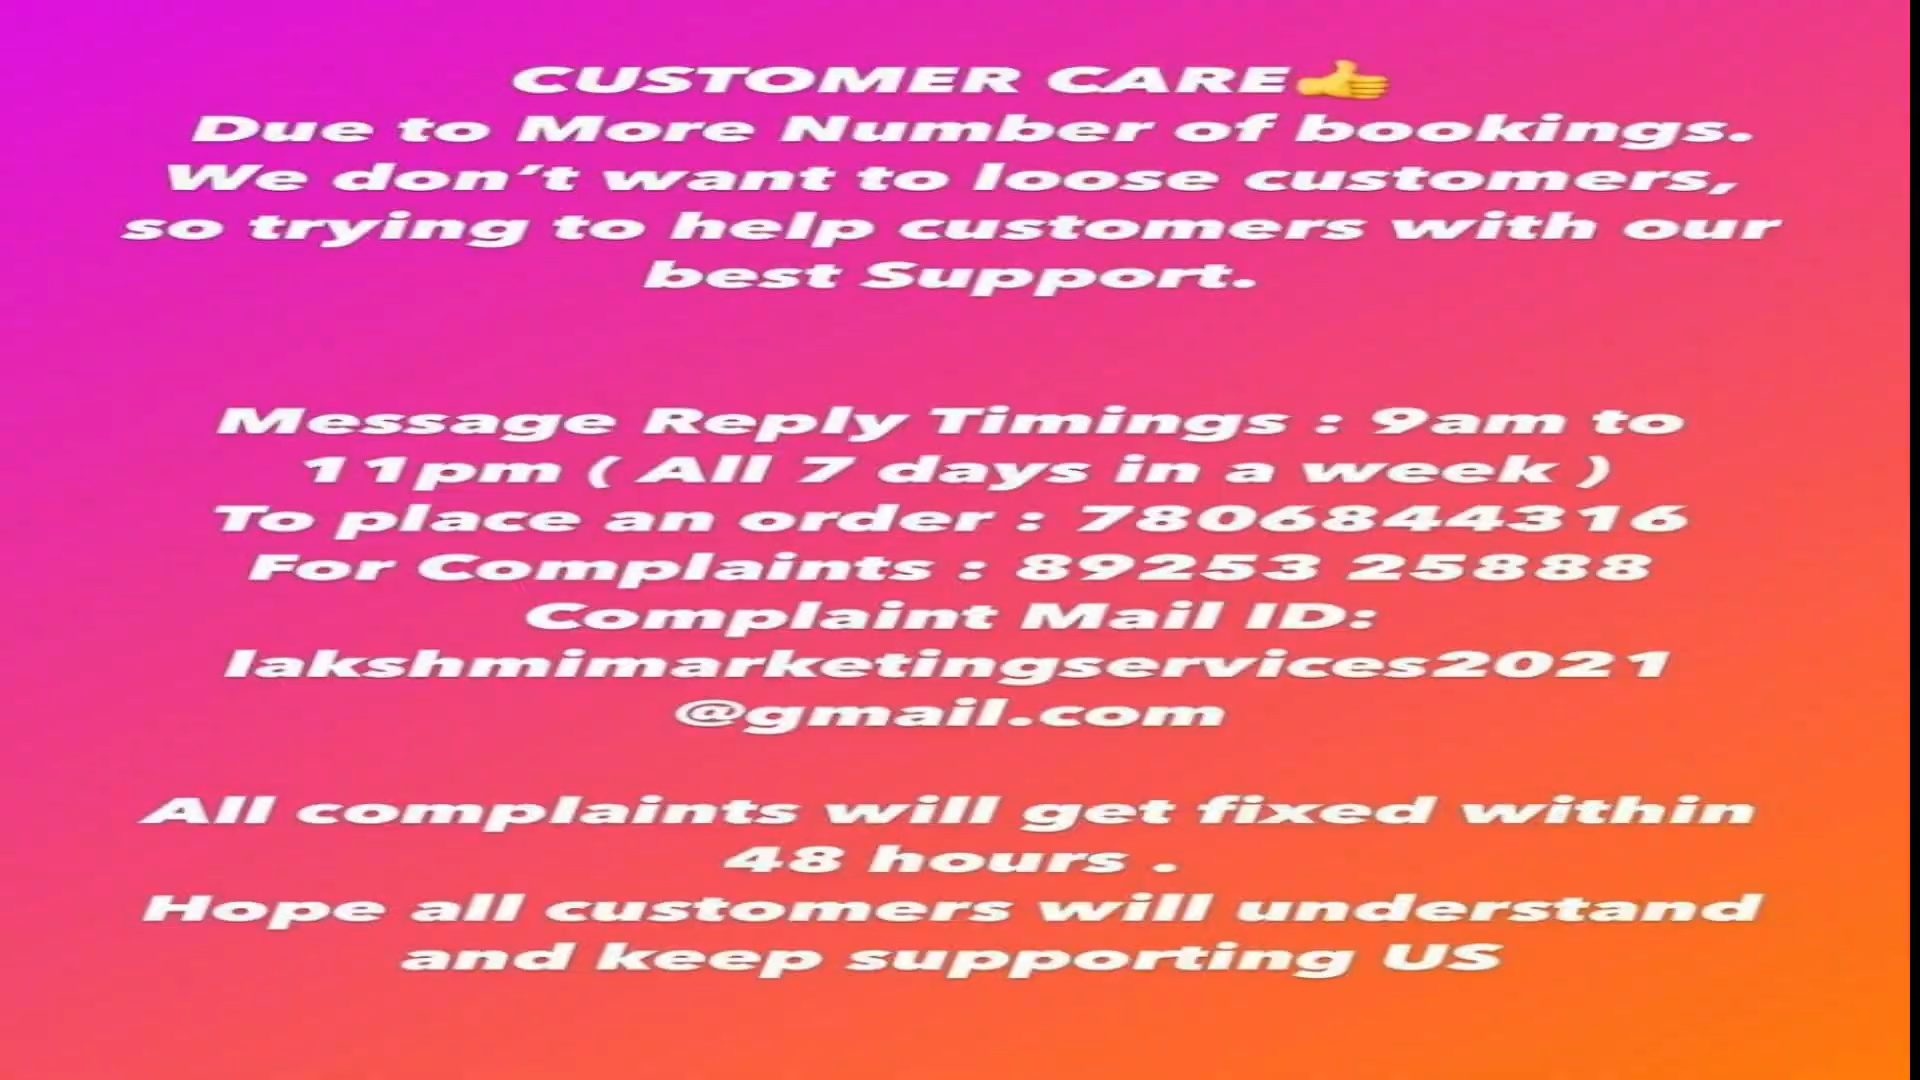 CUSTOMER CARE👍
Due to More Number of bookings.
We don't want to loose customers,
so trying to help customers with our
best Support.
Message Reply Timings : 9am to
11pm ( All 7 days in a week )
To place an order : 7806844316
For Complaints : 89253 25888
Complaint Mail ID:
lakshmimarketingservices2021
@gmail.com
All complaints will get fixed within
48 hours .
Hope all customers will understand
and keep supporting US